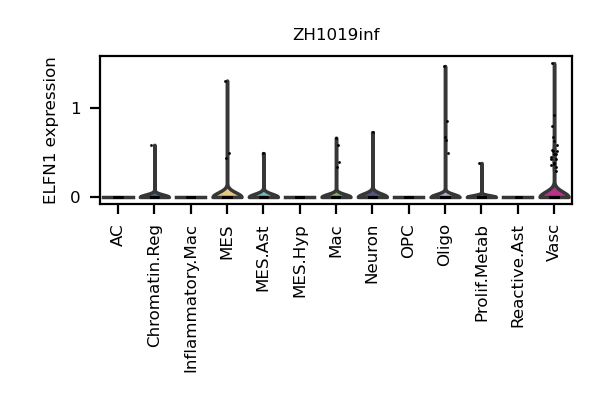 ZH1019inf
ELFN1 expression
1
0
AC
Chromatin.Reg
Inflammatory.Mac
MES
MES.Ast
MES.Hyp
Mac
Neuron
OPC
Oligo
Prolif.Metab
Reactive.Ast
Vasc